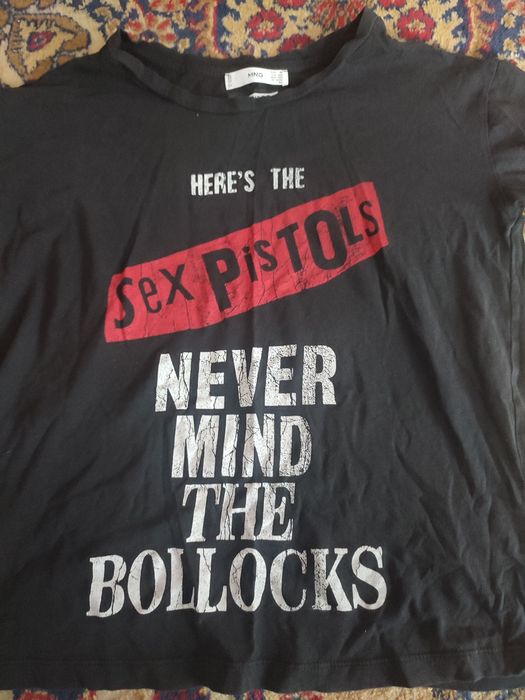 MNG
HERE'S THE
Sex PisTOLs
NEVER
MIND
THE
BOLLOCKS